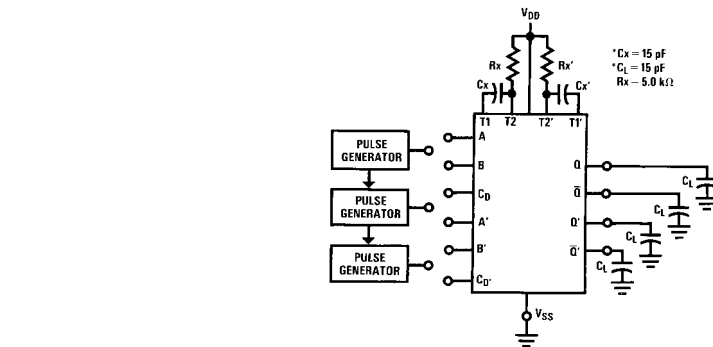 VDD
Rx
Rx'
Cx
Cx'
*Cx = 15 pF
*CL = 15 pF
Rx – 5.0 kΩ
T1 T2 T2' T1'
PULSE
GENERATOR
PULSE
GENERATOR
PULSE
GENERATOR
A
B
CD
A'
B'
CD'
Q
Q̅
Q'
Q̅'
CL
CL
CL
CL
VSS